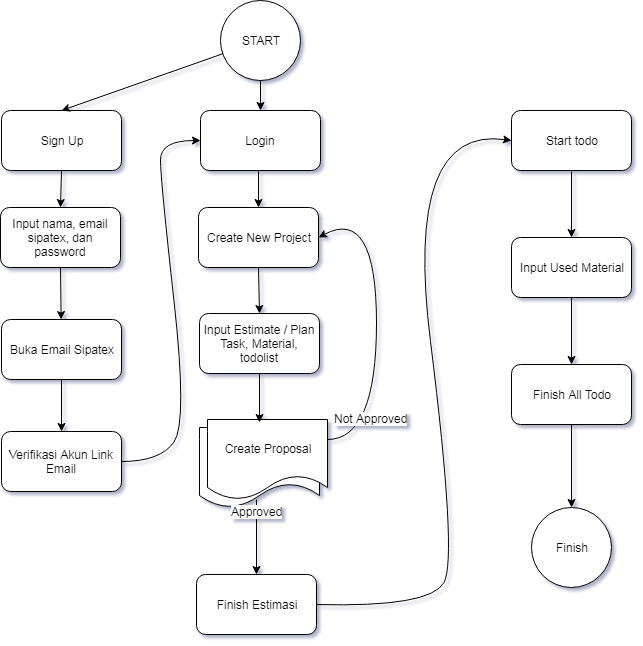 START
Sign Up
Input nama, email
sipatex, dan
password
Buka Email Sipatex
Verifikasi Akun Link
Email
Login
Create New Project
Input Estimate / Plan
Task, Material,
todolist
Create Proposal
Not Approved
Approved
Finish Estimasi
Start todo
Input Used Material
Finish All Todo
Finish